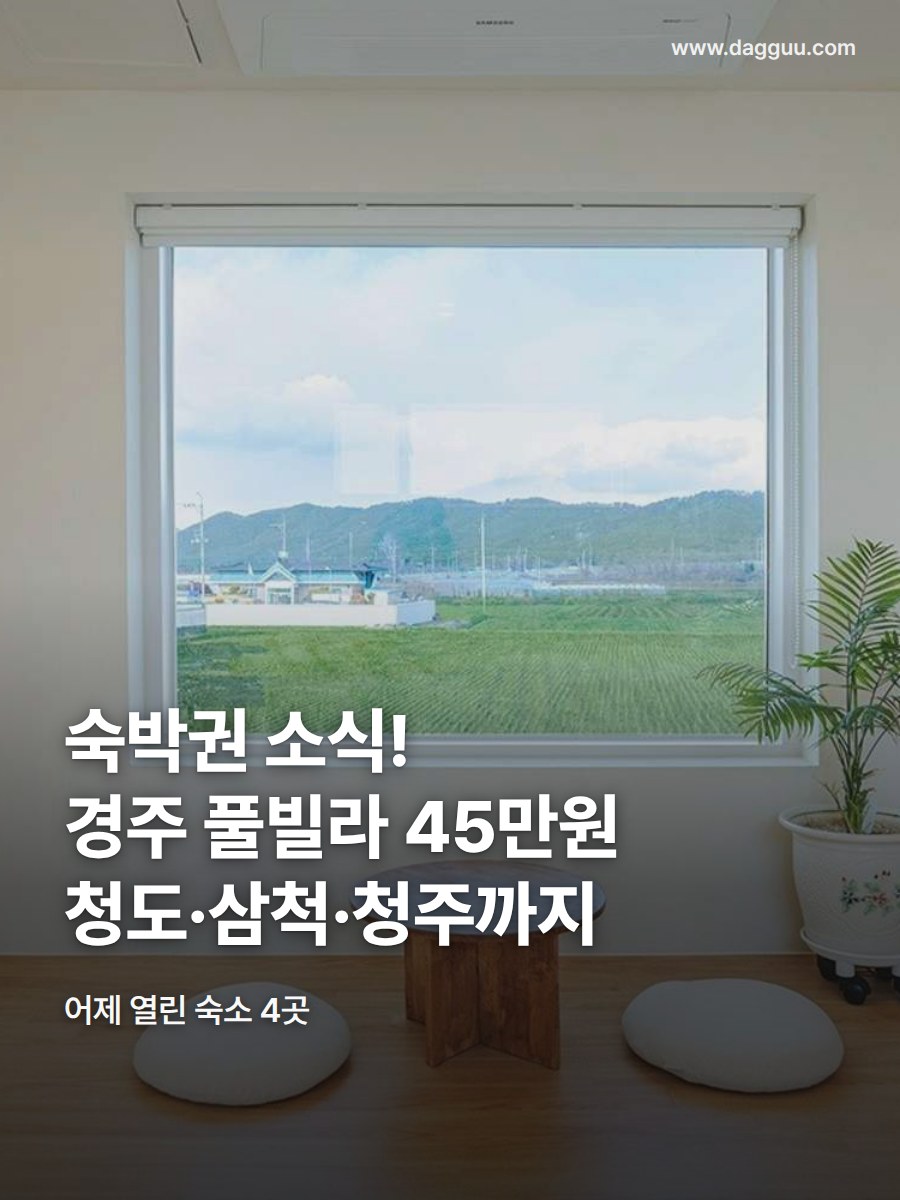 SAMSUNG
www.dagguu.com
숙박권 소식!
경주 풀빌라 45만원
청도·삼척·청주까지
어제 열린 숙소 4곳